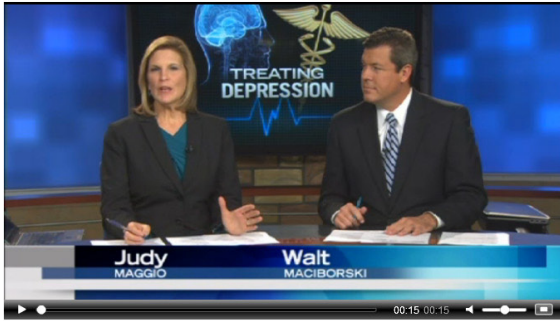 TREATING
DEPRESSION
Judy
MAGGIO
Walt
MACIBORSKI
00:15 00:15